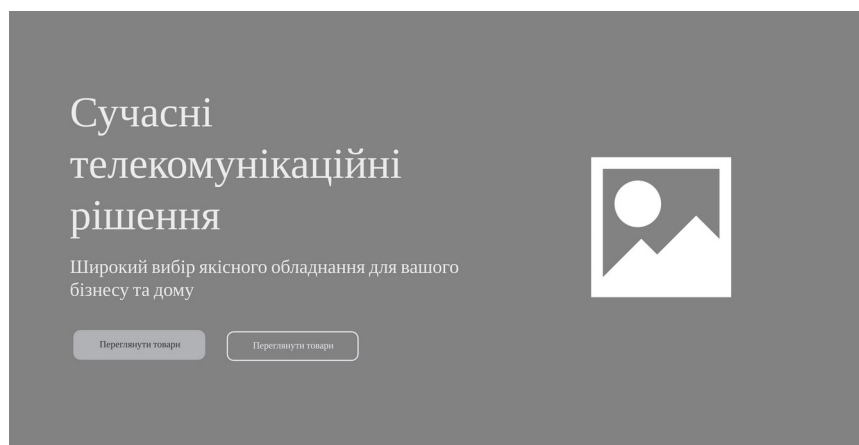 Сучасні
телекомунікаційні
рішення
Широкий вибір якісного обладнання для вашого
бізнесу та дому
Переглянути товари
Переглянути товари